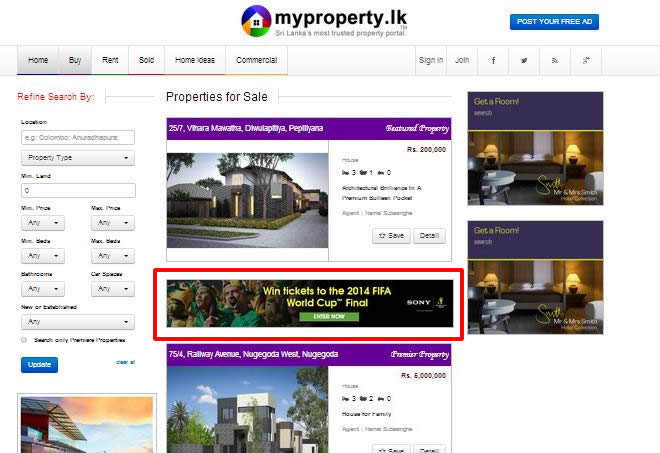 myproperty.lk
TM
Sri Lanka's most trusted property portal.
POST YOUR FREE AD
Home
Buy
Rent
Sold
Home Ideas
Commercial
Sign In
Join
Refine Search By:
Location
e.g: Colombo; Anuradhapura;
Property Type
Min. Land
0
Min. Price
Max. Price
Any
Any
Min. Beds
Max. Beds
Any
Any
Bathrooms
Car Spaces
Any
Any
New or Established
Any
Search only Premiere Properties
Update
clear all
Properties for Sale
25/7, Vihara Mawatha, Diwulapitiya, Pepiliyana
Featured Property
Rs. 200,000
House
3 1 0
Architectural Brilliance In A
Premium Bulleen Pocket
Agent : Namal Subasinghe
Save
Detail
Win tickets to the 2014 FIFA
World Cup™ Final
ENTER NOW
SONY
75/4, Railway Avenue, Nugegoda West, Nugegoda
Premier Property
Rs. 5,000,000
House
3 2 0
House for Family
Agent : Namal Subasinghe
Save
Detail
Get a Room!
search
Smith
Mr & Mrs Smith
Hotel Collection
Get a Room!
search
Smith
Mr & Mrs Smith
Hotel Collection